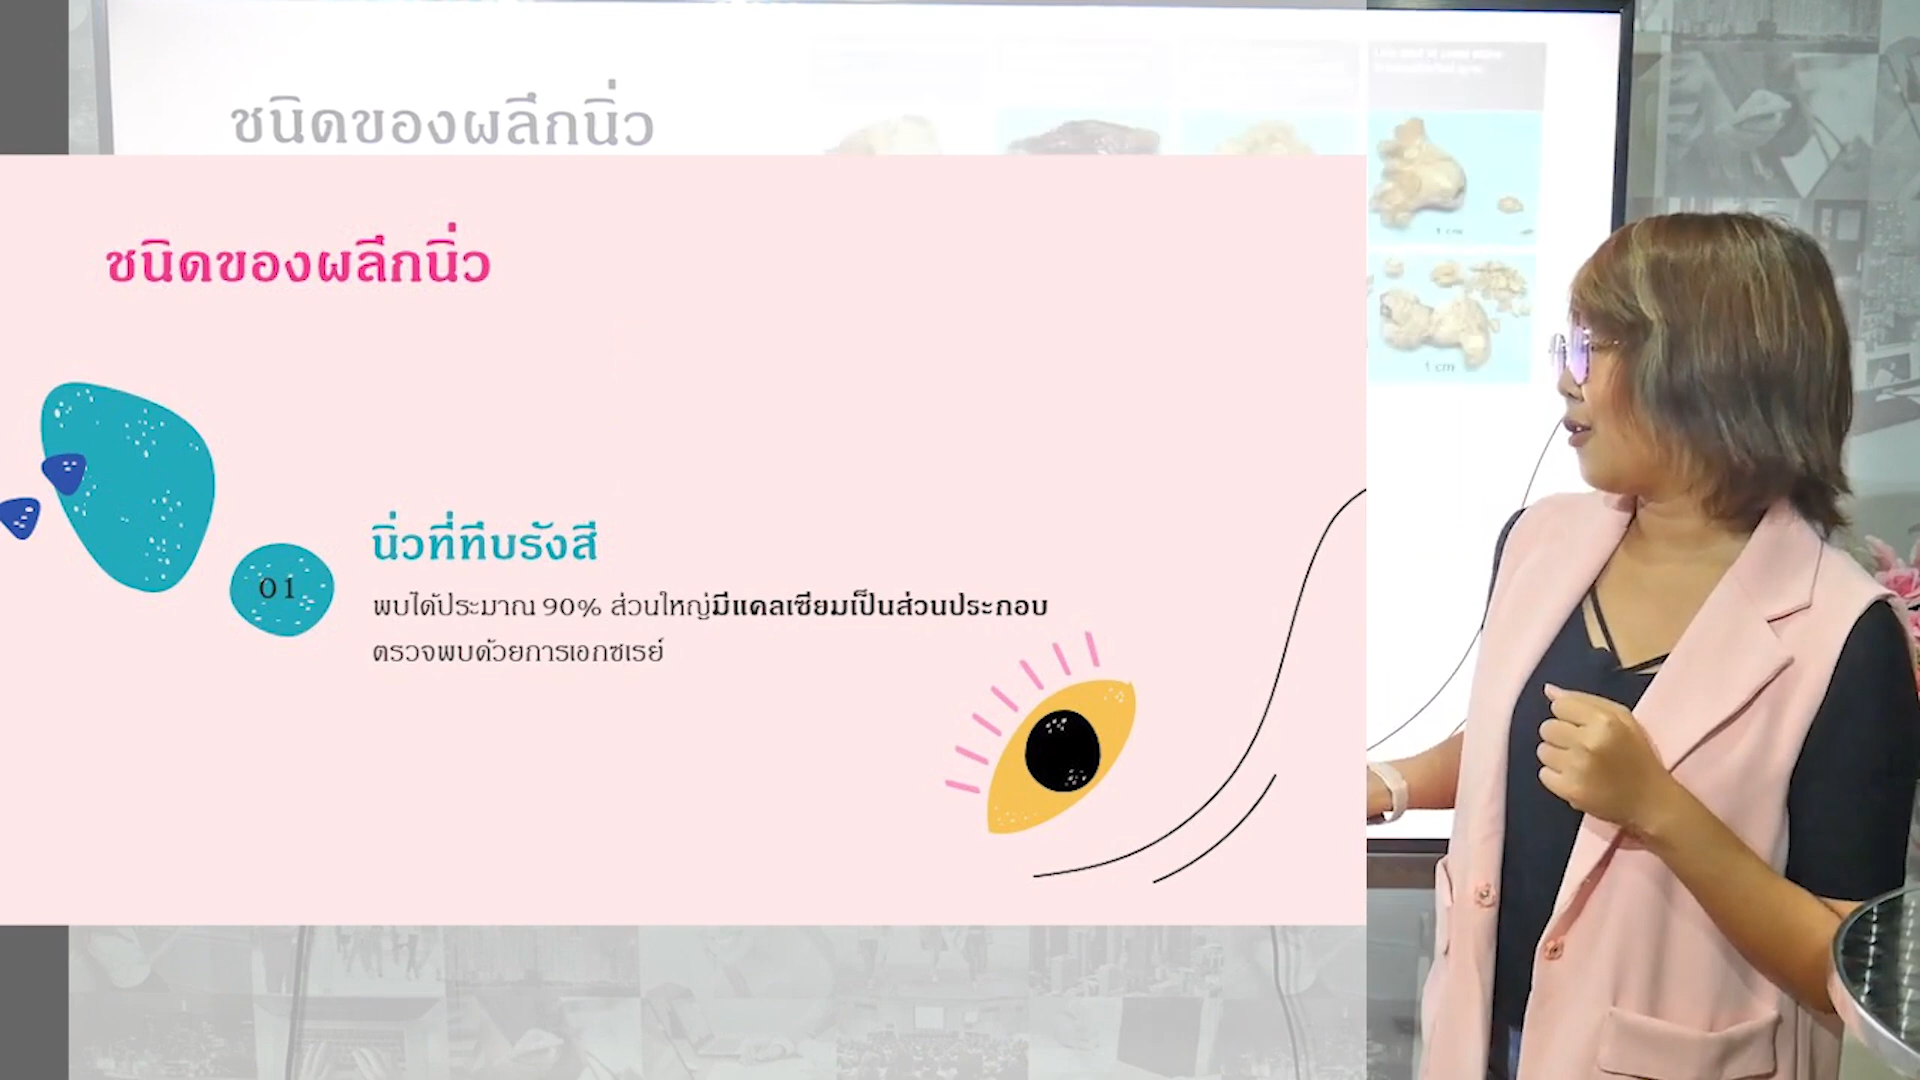 ชนิดของผลึกนิ่ว
ชนิดของผลึกนิ่ว
01
นิ่วที่ทึบรังสี
พบได้ประมาณ 90% ส่วนใหญ่มีแคลเซียมเป็นส่วนประกอบ
ตรวจพบด้วยการเอกซเรย์
1 cm
1 cm